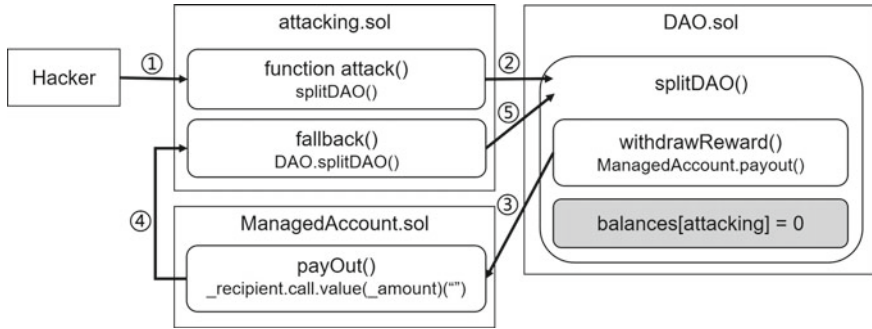 attacking.sol
DAO.sol
Hacker
①
function attack()
splitDAO()
②
splitDAO()
fallback()
DAO.splitDAO()
⑤
withdrawReward()
ManagedAccount.payout()
④
③
ManagedAccount.sol
balances[attacking] = 0
payOut()
_recipient.call.value(_amount)(“”)